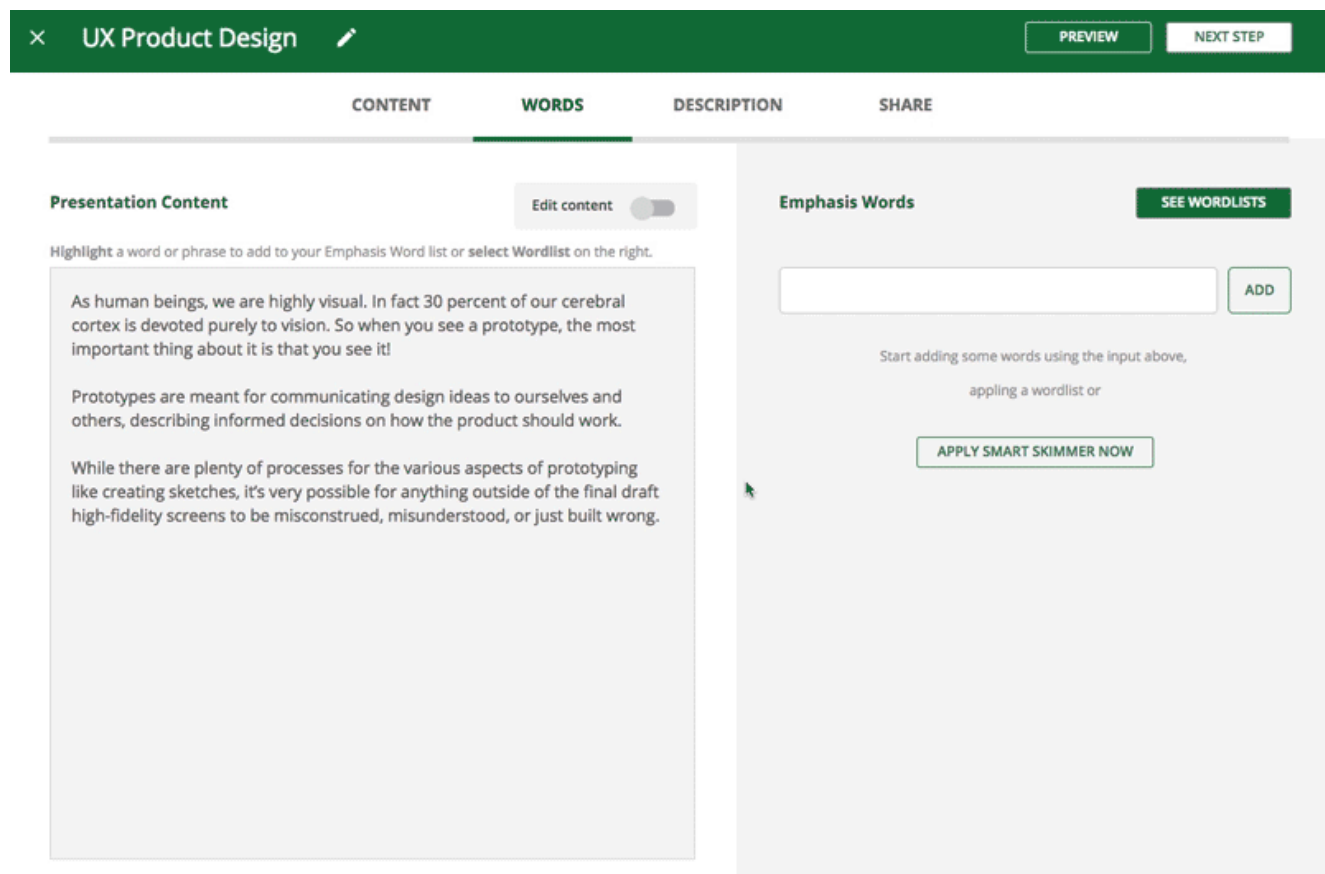 UX Product Design
PREVIEW
NEXT STEP
CONTENT
WORDS
DESCRIPTION
SHARE
Presentation Content
Edit content
Highlight a word or phrase to add to your Emphasis Word list or select Wordlist on the right.
As human beings, we are highly visual. In fact 30 percent of our cerebral
cortex is devoted purely to vision. So when you see a prototype, the most
important thing about it is that you see it!
Prototypes are meant for communicating design ideas to ourselves and
others, describing informed decisions on how the product should work.
While there are plenty of processes for the various aspects of prototyping
like creating sketches, it's very possible for anything outside of the final draft
high-fidelity screens to be misconstrued, misunderstood, or just built wrong.
Emphasis Words
SEE WORDLISTS
ADD
Start adding some words using the input above,
appling a wordlist or
APPLY SMART SKIMMER NOW